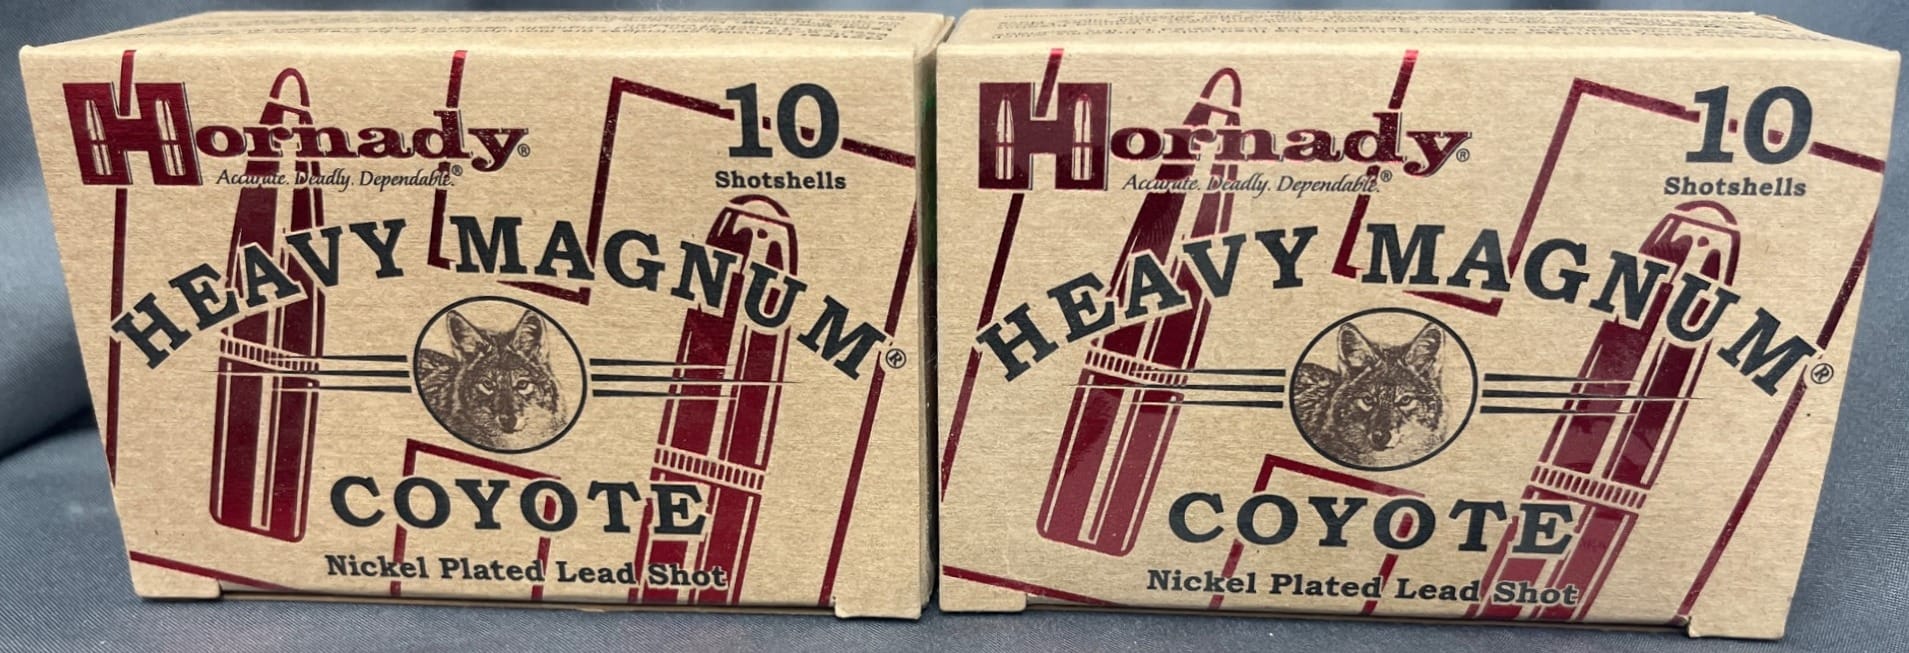 Hornady®
Accurate. Deadly. Dependable.®
10
Shotshells
HEAVY MAGNUM®
COYOTE
Nickel Plated Lead Shot
Hornady®
Accurate. Deadly. Dependable.®
10
Shotshells
HEAVY MAGNUM®
COYOTE
Nickel Plated Lead Shot